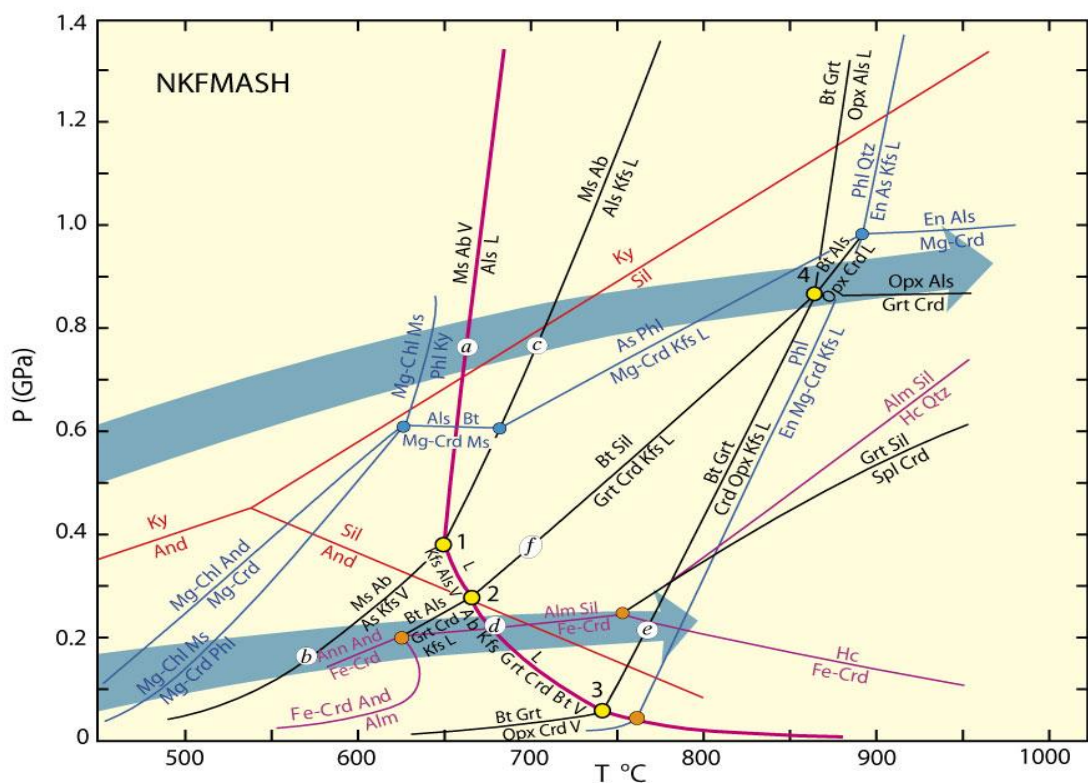 1.4
1.2
1.0
0.8
0.6
0.4
0.2
0
P (GPa)
NKFMASH
Ms Ab V
Als L
Ms Ab
Als Kfs L
Bt Grt
Opx Als L
Phl Qtz
En As Kfs L
En Als
Mg-Crd
Bt Als
Opx Crd L
4
Opx Als
Grt Crd
Ky
Sil
Mg-Chl Ms
Phl Ky
a
c
As Phl
Mg-Crd Kfs L
Als Bt
Mg-Crd Ms
Phl
En Mg-Crd Kfs L
Bt Grt
Crd Opx Kfs L
Bt Sil
Grt Crd Kfs L
Alm Sil
Hc Qtz
Grt Sil
Spl Crd
Ky
And
Sil
And
1
f
L
Kfs Als V
Mg-Chl And
Mg-Crd
Ms Ab
As Kfs V
2
Bt Als
Grt Crd
Kfs L
Alm Sil
Fe-Crd
d
e
b
Ann And
Fe-Crd
Mg-Chl Ms
Mg-Crd Phl
L
Ab Kfs Grt Crd Bt V
Hc
Fe-Crd
Fe-Crd And
Alm
3
Bt Grt
Opx Crd V
500
600
700
800
900
1000
T °C